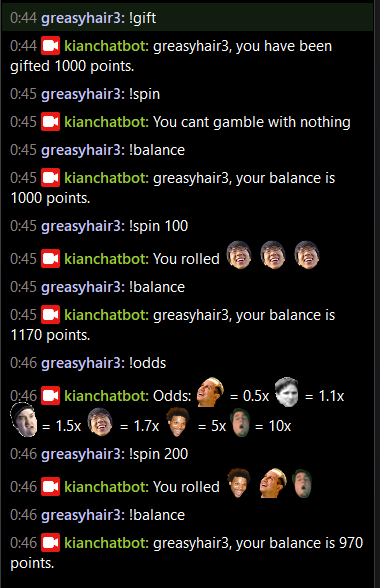 0:44 greasyhair3: !gift
0:44 kianchatbot: greasyhair3, you have been
gifted 1000 points.
0:45 greasyhair3: !spin
0:45 kianchatbot: You cant gamble with nothing
0:45 greasyhair3: !balance
0:45 kianchatbot: greasyhair3, your balance is
1000 points.
0:45 greasyhair3: !spin 100
0:45 kianchatbot: You rolled
0:45 greasyhair3: !balance
0:45 kianchatbot: greasyhair3, your balance is
1170 points.
0:46 greasyhair3: !odds
0:46 kianchatbot: Odds: = 0.5x = 1.1x
= 1.5x = 1.7x = 5x = 10x
0:46 greasyhair3: !spin 200
0:46 kianchatbot: You rolled
0:46 greasyhair3: !balance
0:46 kianchatbot: greasyhair3, your balance is 970
points.